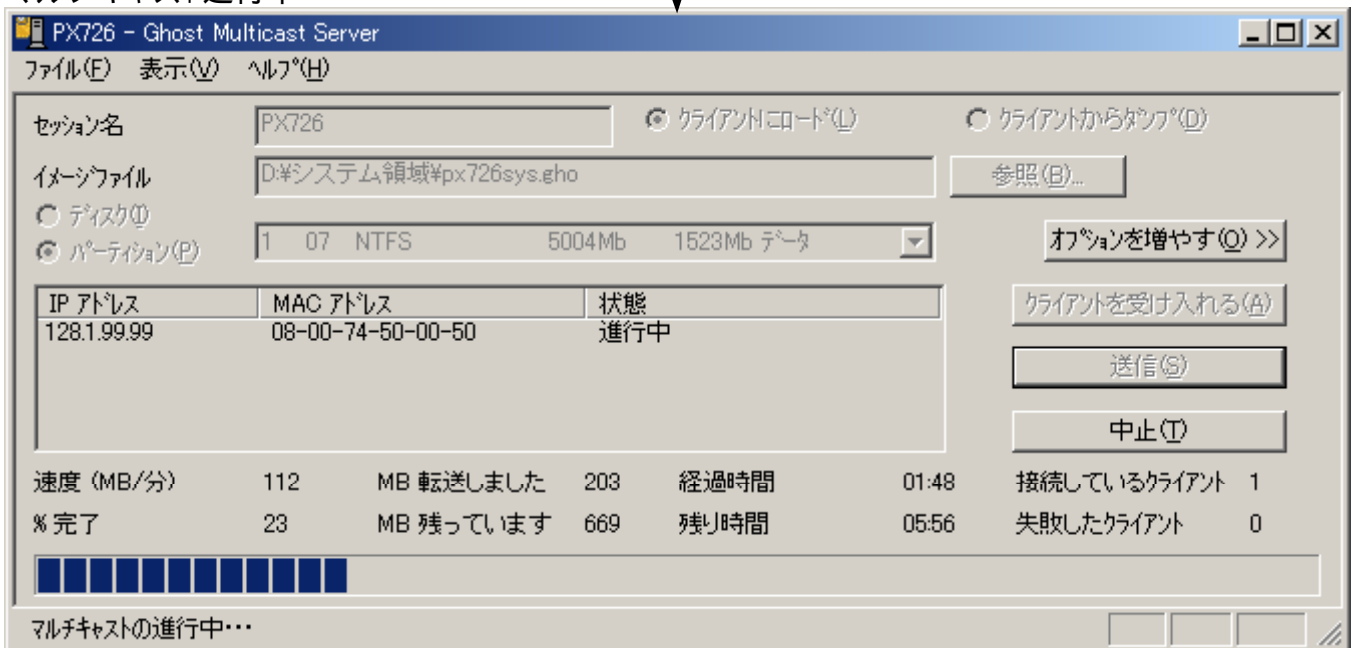 PX726 - Ghost Multicast Server
ファイル(F) 表示(V) ヘルプ(H)
セッション名 PX726 クライアントにロード(L) クライアントからダンプ(D)
イメージファイル D:¥システム領域¥px726sys.gho 参照(B)...
ディスク(I)
パーティション(P) 1 07 NTFS 5004Mb 1523Mb データ オプションを増やす(O) >>
IP アドレス MAC アドレス 状態 クライアントを受け入れる(A)
128.1.99.99 08-00-74-50-00-50 進行中
送信(S)
中止(T)
速度 (MB/分) 112 MB 転送しました 203 経過時間 01:48 接続しているクライアント 1
% 完了 23 MB 残っています 669 残り時間 05:56 失敗したクライアント 0
マルチキャストの進行中・・・